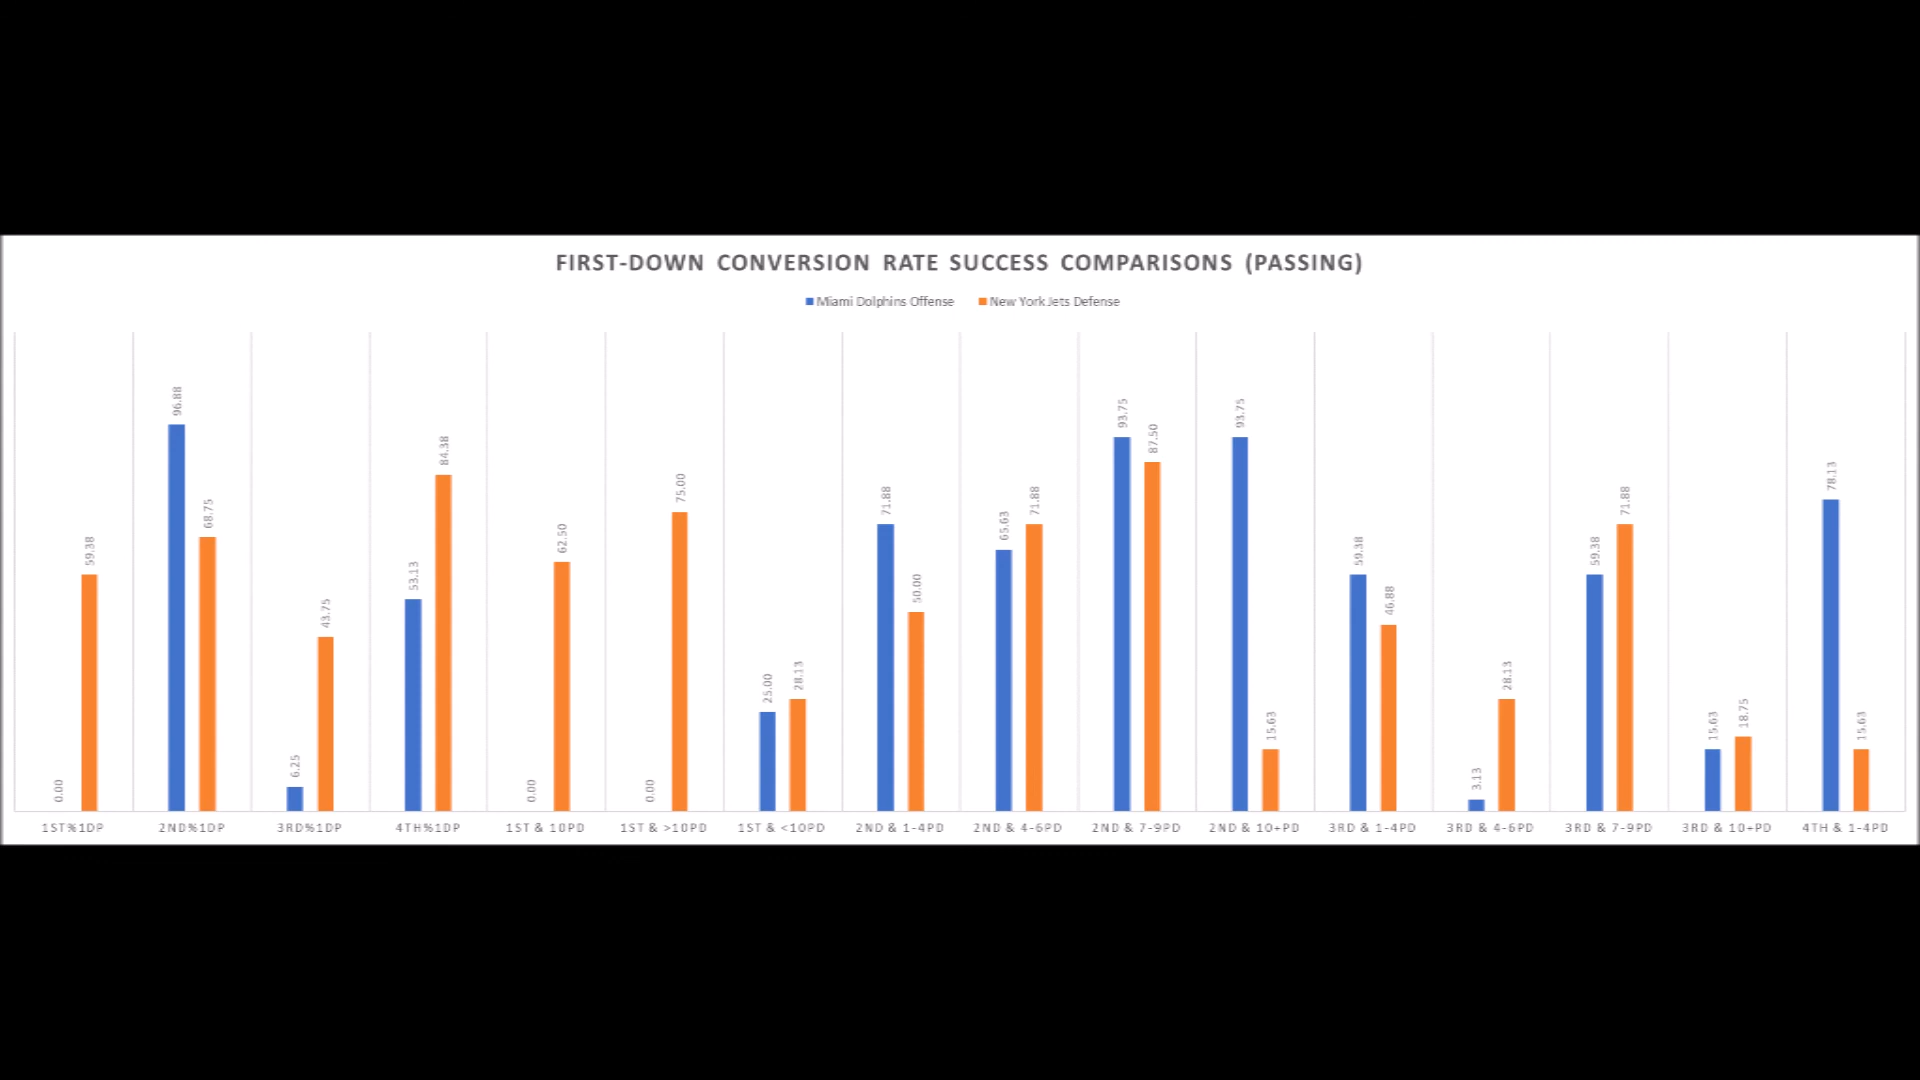 FIRST-DOWN CONVERSION RATE SUCCESS COMPARISONS (PASSING)
Miami Dolphins Offense New York Jets Defense
0.00 59.38 96.88 68.75 6.25 43.75 53.13 84.38 0.00 62.50 0.00 75.00 25.00 28.13 71.88 50.00 65.63 71.88 93.75 87.50 93.75 15.63 59.38 46.88 3.13 28.13 59.38 71.88 15.63 18.75 78.13 15.63
1ST%1DP 2ND%1DP 3RD%1DP 4TH%1DP 1ST & 10PD 1ST & >10PD 1ST & <10PD 2ND & 1-4PD 2ND & 4-6PD 2ND & 7-9PD 2ND & 10+PD 3RD & 1-4PD 3RD & 4-6PD 3RD & 7-9PD 3RD & 10+PD 4TH & 1-4PD